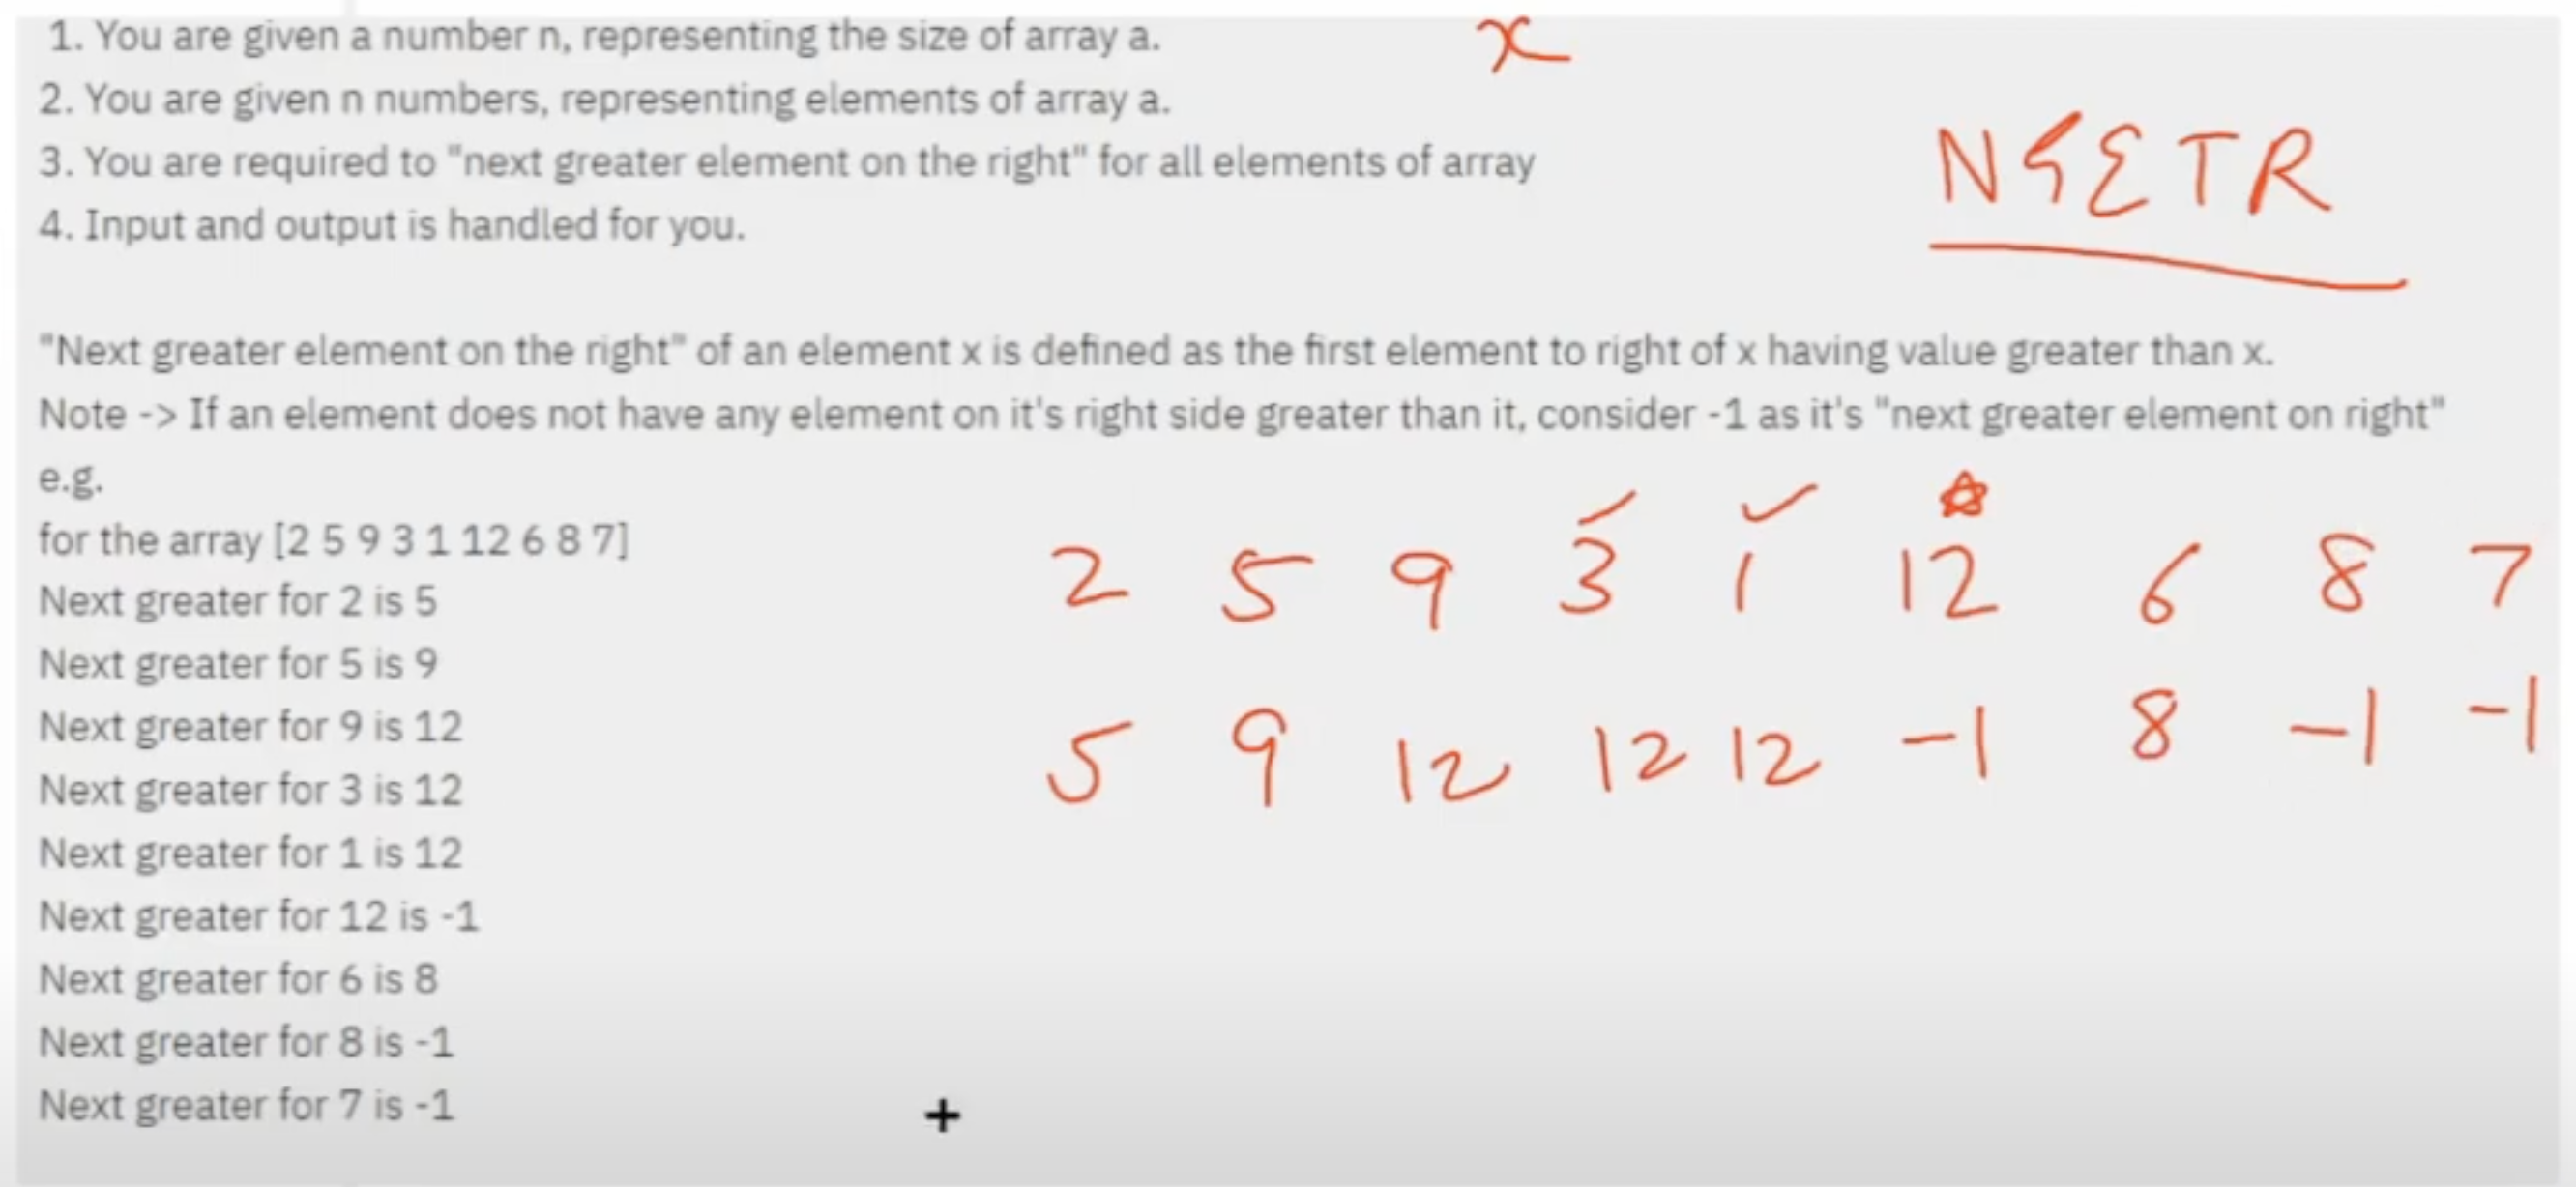 1. You are given a number n, representing the size of array a.
x
2. You are given n numbers, representing elements of array a.
3. You are required to "next greater element on the right" for all elements of array
NGETR
4. Input and output is handled for you.
"Next greater element on the right" of an element x is defined as the first element to right of x having value greater than x.
Note -> If an element does not have any element on it's right side greater than it, consider -1 as it's "next greater element on right"
e.g.
for the array [2 5 9 3 1 12 6 8 7]
2 5 9 3 1 12 6 8 7
Next greater for 2 is 5
Next greater for 5 is 9
Next greater for 9 is 12
5 9 12 12 12 -1 8 -1 -1
Next greater for 3 is 12
Next greater for 1 is 12
Next greater for 12 is -1
Next greater for 6 is 8
Next greater for 8 is -1
Next greater for 7 is -1